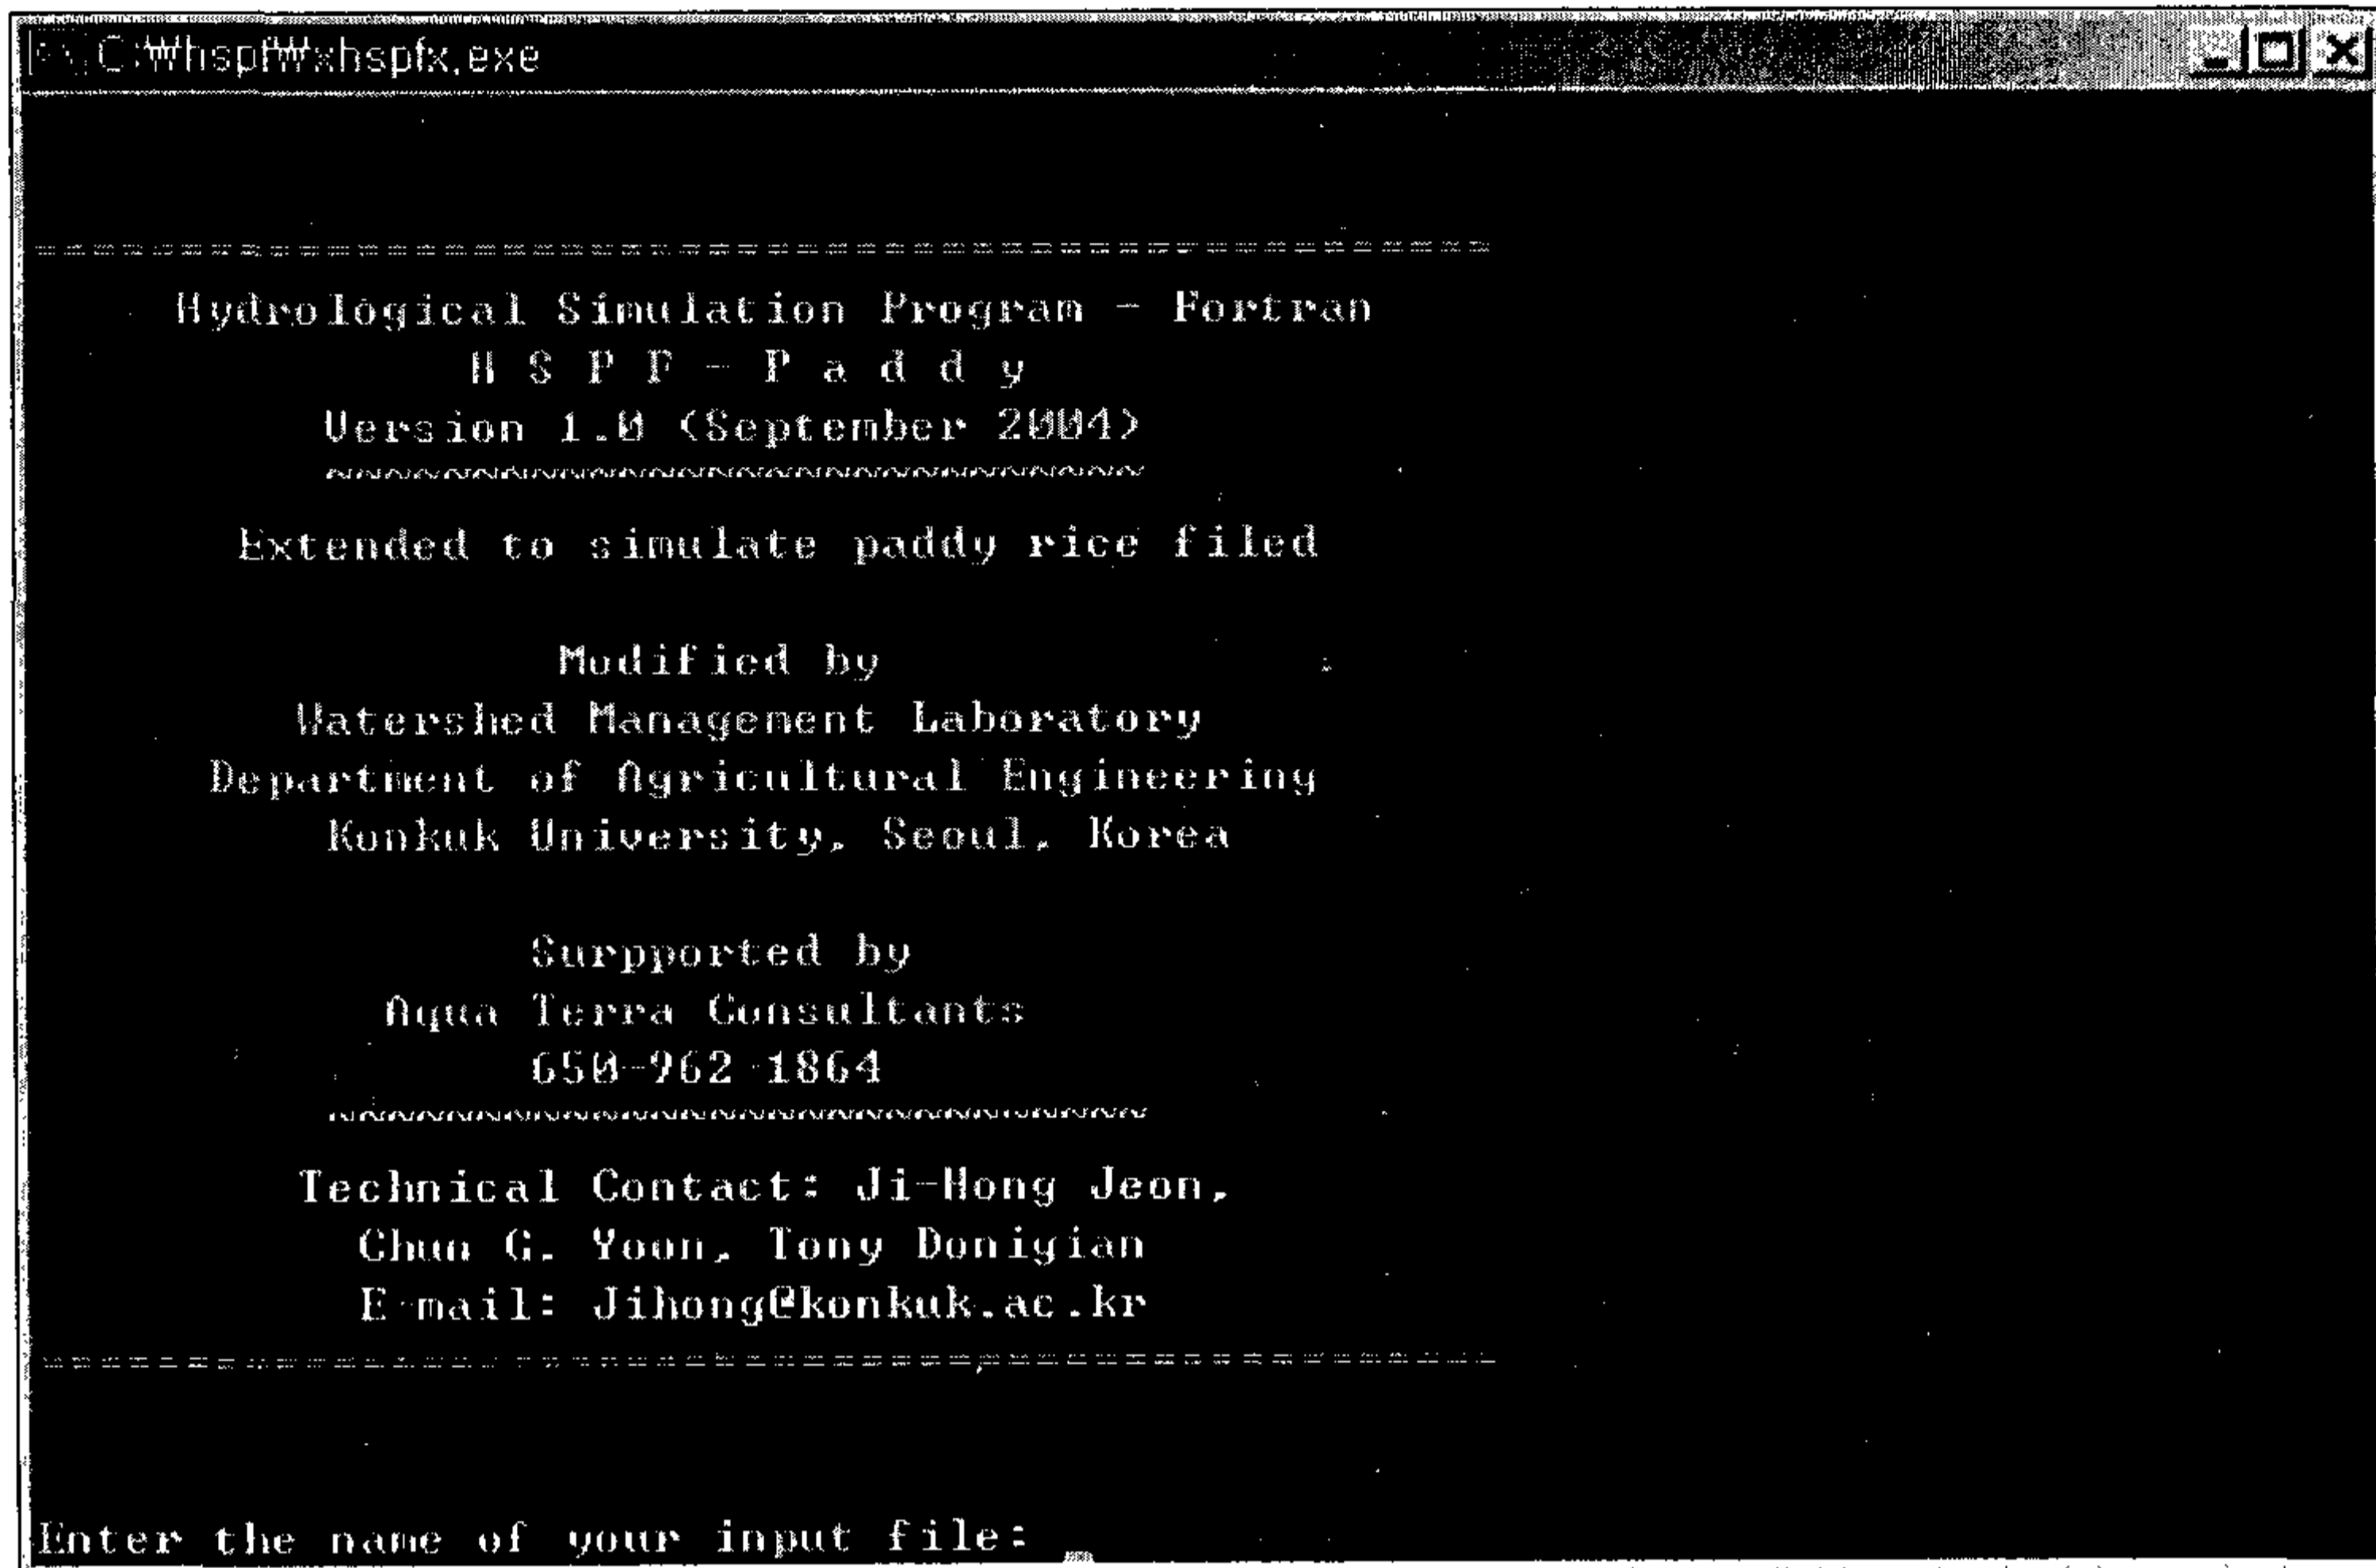 C:₩hspf₩xhspfx.exe
==================================================
Hydrological Simulation Program - Fortran
H S P F - P a d d y
Version 1.0 (September 2004)
~~~~~~~~~~~~~~~~~~~~~~~~~~~~
Extended to simulate paddy rice filed
Modified by
Watershed Management Laboratory
Department of Agricultural Engineering
Konkuk University, Seoul, Korea
Surpported by
Aqua Terra Consultants
650-962-1864
~~~~~~~~~~~~~~~~~~~~~~~~~~~~
Technical Contact: Ji-Hong Jeon,
Chun G. Yoon, Tony Donigian
E-mail: Jihong@konkuk.ac.kr
==================================================
Enter the name of your input file: